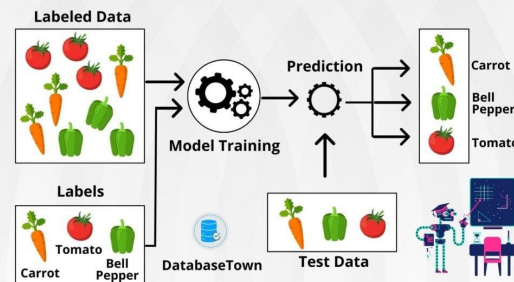 Labeled Data
Prediction
Carrot
Bell
Pepper
Tomato
Model Training
Labels
Carrot
Tomato
Bell
Pepper
DatabaseTown
Test Data